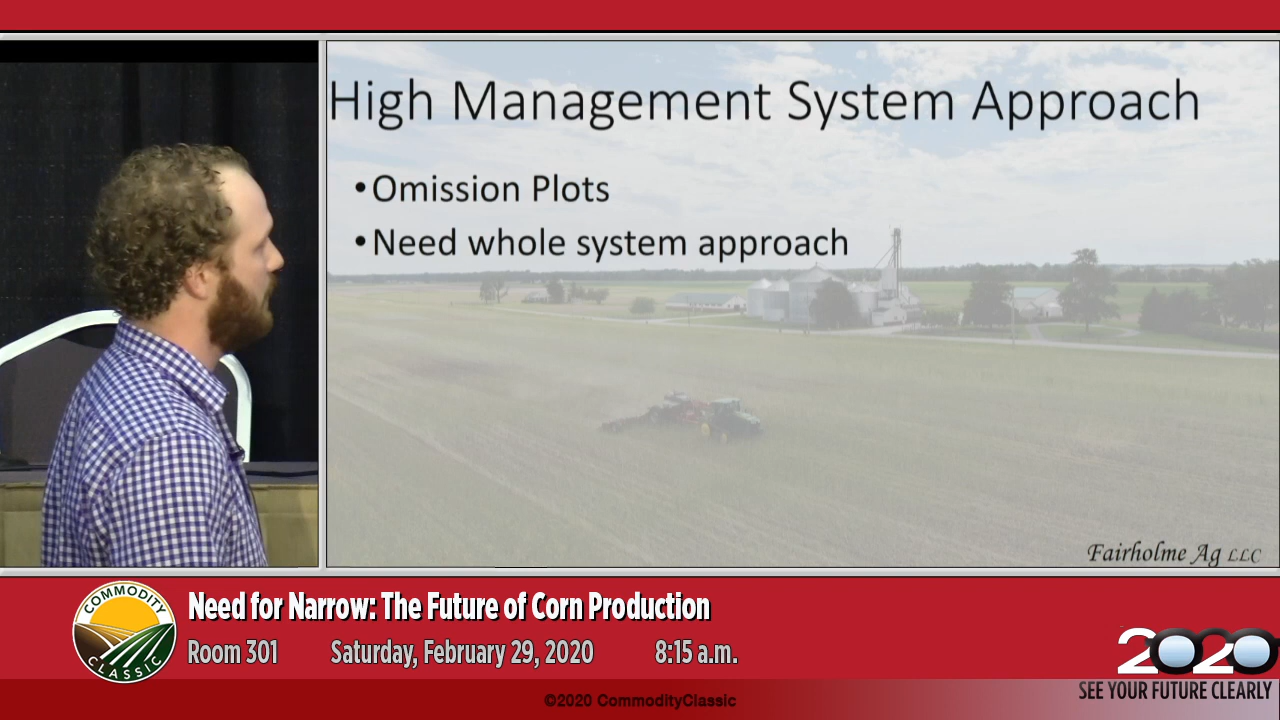 High Management System Approach
•Omission Plots
•Need whole system approach
Fairholme Ag LLC
COMMODITY
CLASSIC
Need for Narrow: The Future of Corn Production
Room 301 Saturday, February 29, 2020 8:15 a.m.
2020
SEE YOUR FUTURE CLEARLY
©2020 CommodityClassic